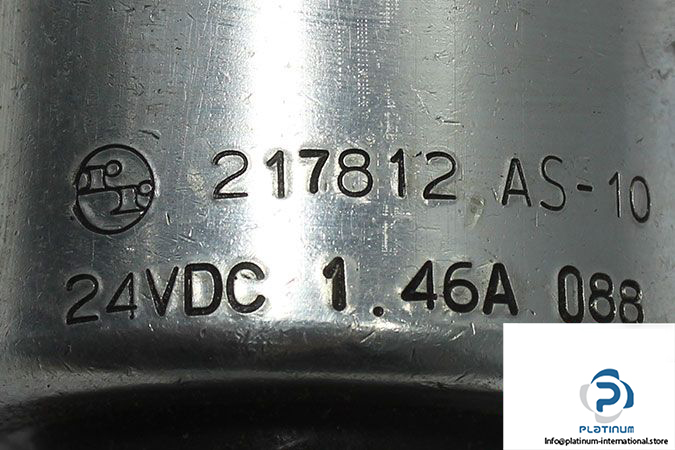 217812 AS-10
24VDC 1.46A 088
PLATINUM
Info@platinum-international.store